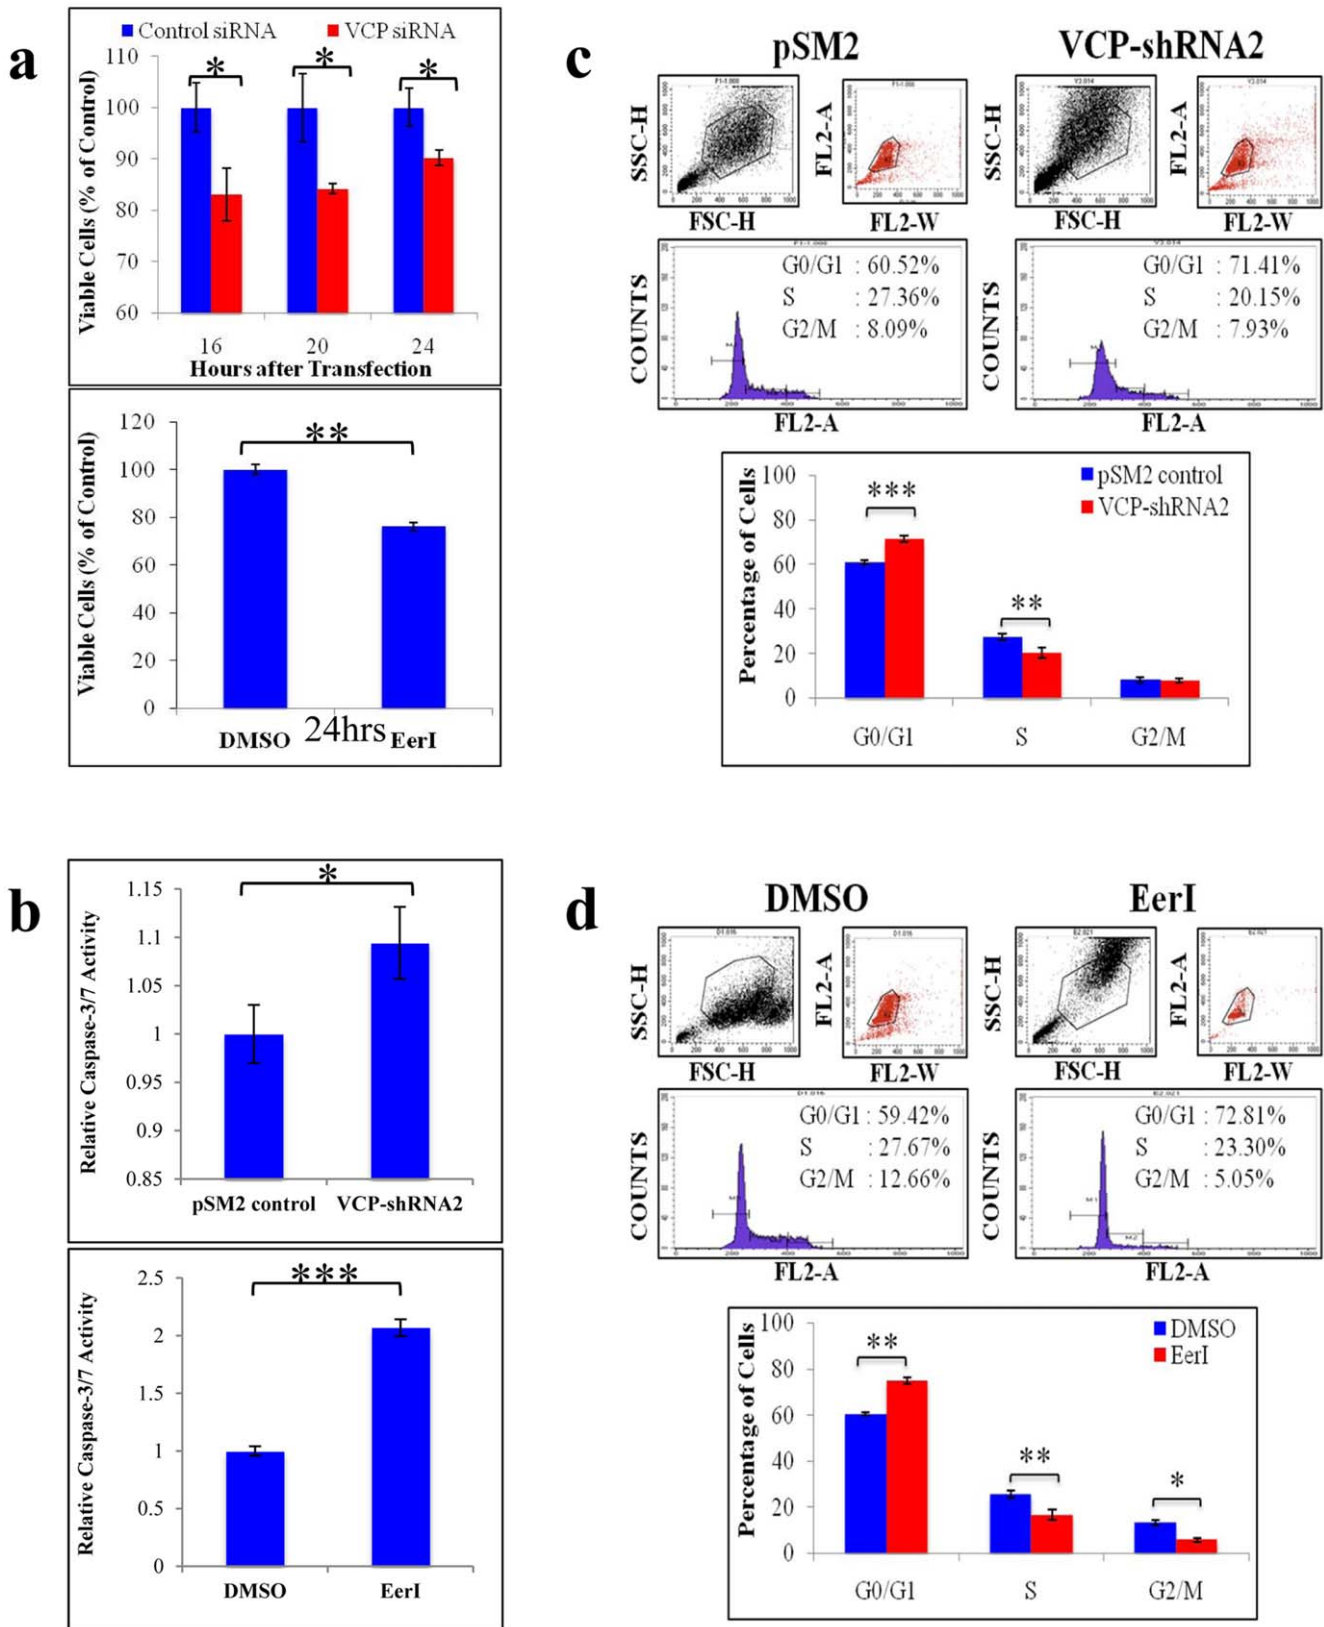 a
Control siRNA VCP siRNA
Viable Cells (% of Control)
110
100
90
80
70
60
* * *
16 20 24
Hours after Transfection
Viable Cells (% of Control)
120
100
80
60
40
20
0
**
DMSO 24hrs EerI
b
Relative Caspase-3/7 Activity
1.15
1.1
1.05
1
0.95
0.9
0.85
*
pSM2 control VCP-shRNA2
Relative Caspase-3/7 Activity
2.5
2
1.5
1
0.5
0
***
DMSO EerI
c
pSM2 VCP-shRNA2
SSC-H
FSC-H
FL2-A
FL2-W
SSC-H
FSC-H
FL2-A
FL2-W
COUNTS
G0/G1 : 60.52%
S : 27.36%
G2/M : 8.09%
FL2-A
COUNTS
G0/G1 : 71.41%
S : 20.15%
G2/M : 7.93%
FL2-A
Percentage of Cells
100
80
60
40
20
0
pSM2 control
VCP-shRNA2
***
**
G0/G1 S G2/M
d
DMSO EerI
SSC-H
FSC-H
FL2-A
FL2-W
SSC-H
FSC-H
FL2-A
FL2-W
COUNTS
G0/G1 : 59.42%
S : 27.67%
G2/M : 12.66%
FL2-A
COUNTS
G0/G1 : 72.81%
S : 23.30%
G2/M : 5.05%
FL2-A
Percentage of Cells
100
80
60
40
20
0
DMSO
EerI
**
**
*
G0/G1 S G2/M